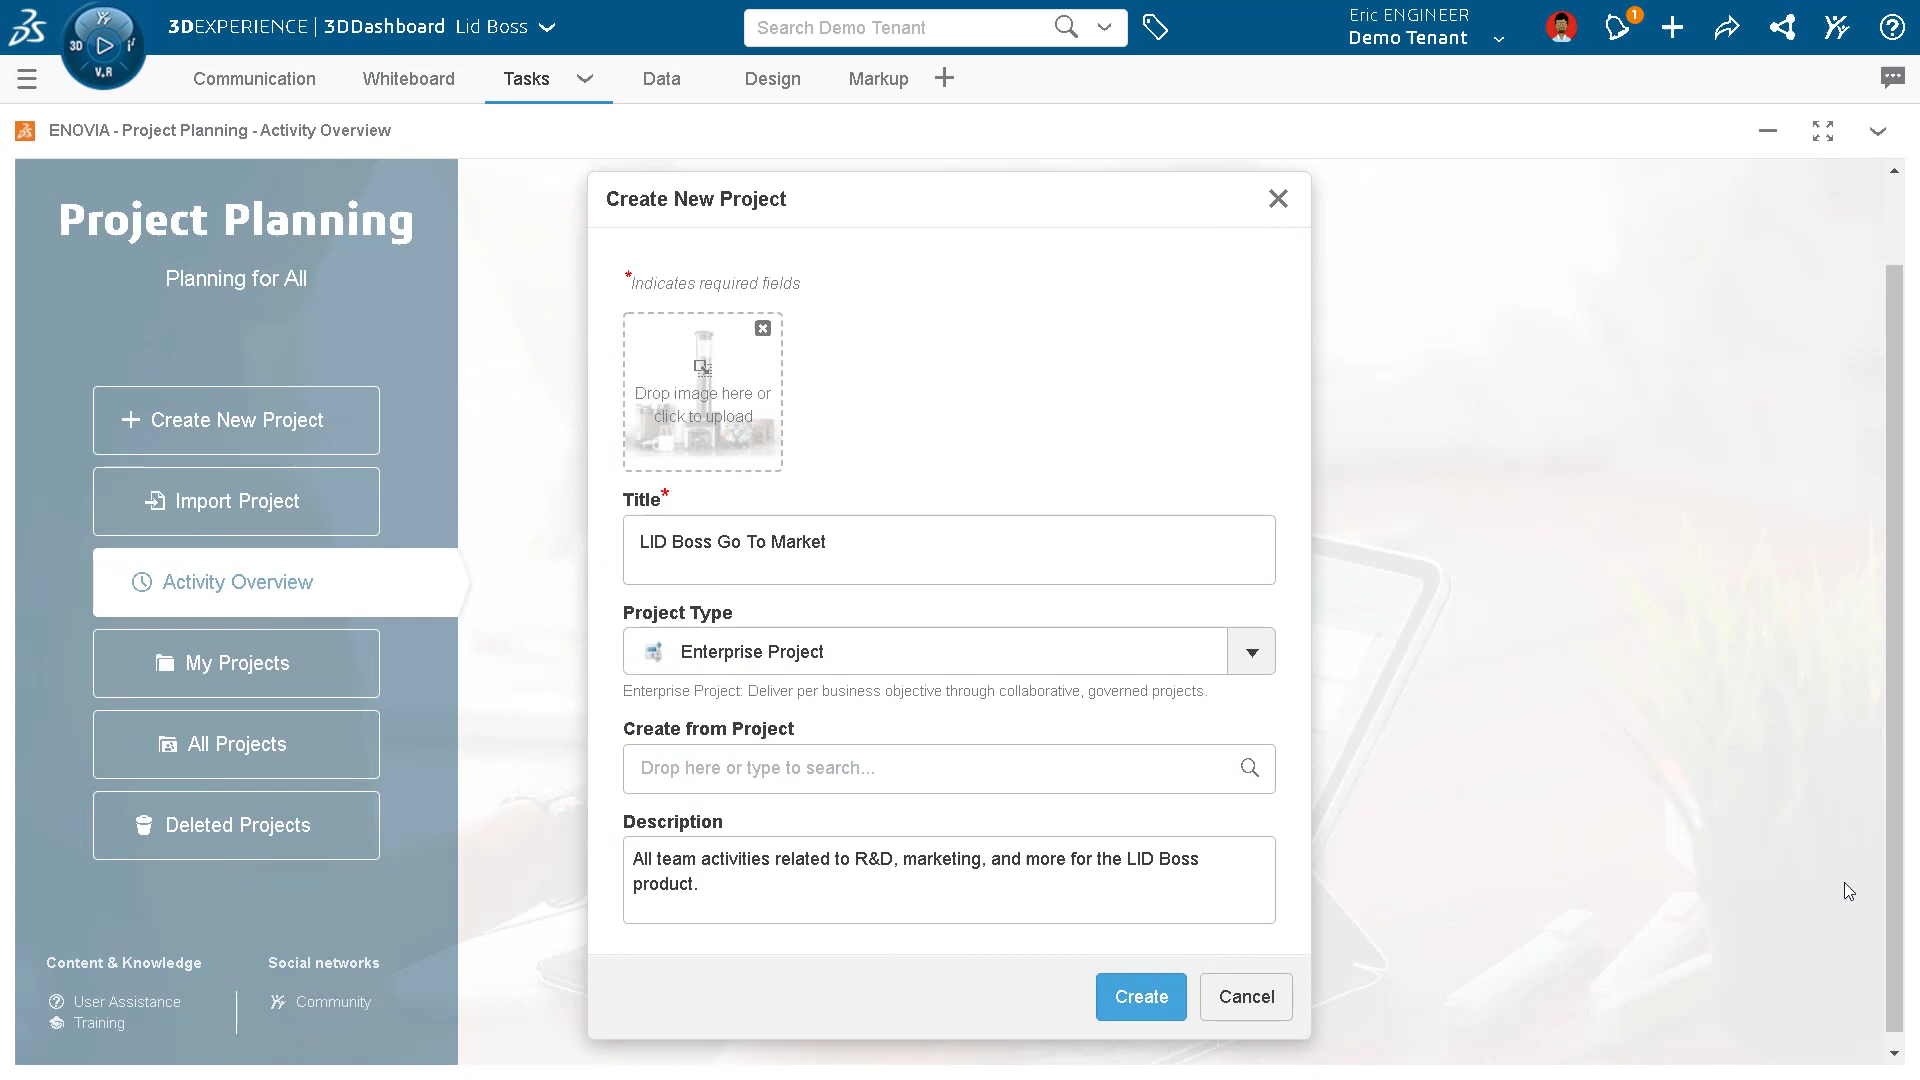 3DEXPERIENCE | 3DDashboard Lid Boss
3D
V.R
Search Demo Tenant
Eric ENGINEER
Demo Tenant
1
Communication
Whiteboard
Tasks
Data
Design
Markup
ENOVIA - Project Planning - Activity Overview
Project Planning
Planning for All
Create New Project
Import Project
Activity Overview
My Projects
All Projects
Deleted Projects
Content & Knowledge
User Assistance
Training
Social networks
Community
Create New Project
*Indicates required fields
Drop image here or
click to upload
Title*
LID Boss Go To Market
Project Type
Enterprise Project
Enterprise Project: Deliver per business objective through collaborative, governed projects.
Create from Project
Drop here or type to search...
Description
All team activities related to R&D, marketing, and more for the LID Boss
product.
Create
Cancel